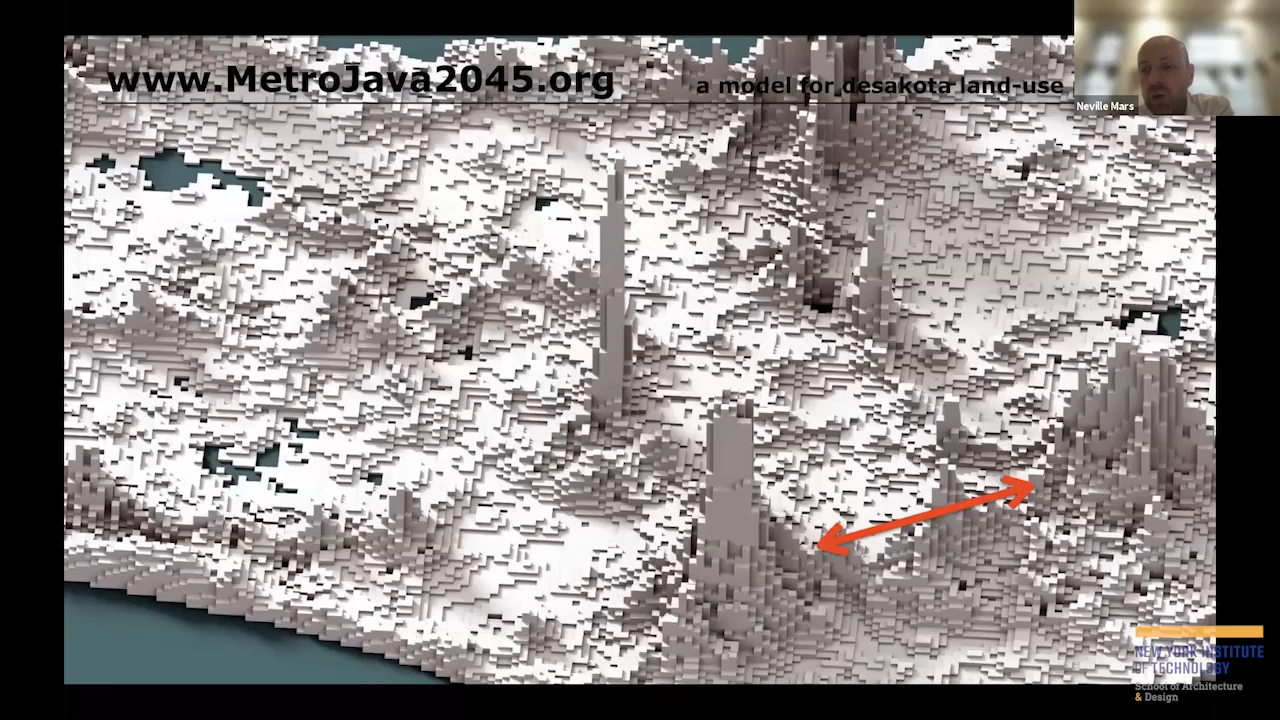 www.MetroJava2045.org
a model for desakota land-use
Neville Mars
NEW YORK INSTITUTE
OF TECHNOLOGY
School of Architecture
& Design